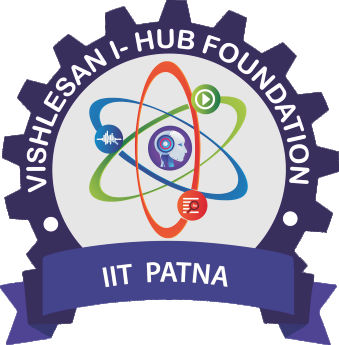 VISHLESAN I- HUB FOUNDATION
IIT PATNA